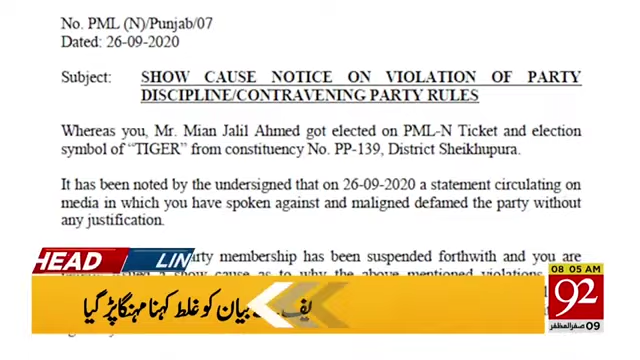 No. PML (N)/Punjab/07
Dated: 26-09-2020
Subject: SHOW CAUSE NOTICE ON VIOLATION OF PARTY
DISCIPLINE/CONTRAVENING PARTY RULES
Whereas you, Mr. Mian Jalil Ahmed got elected on PML-N Ticket and election
symbol of “TIGER” from constituency No. PP-139, District Sheikhupura.
It has been noted by the undersigned that on 26-09-2020 a statement circulating on
media in which you have spoken against and maligned defamed the party without
any justification.
membership has been suspended forthwith and you are
show cause as to why the above mentioned violations
HEAD LIN
08 05 AM
92
بیان کو غلط کہنا مہنگا پڑ گیا
09 صفر المظفر